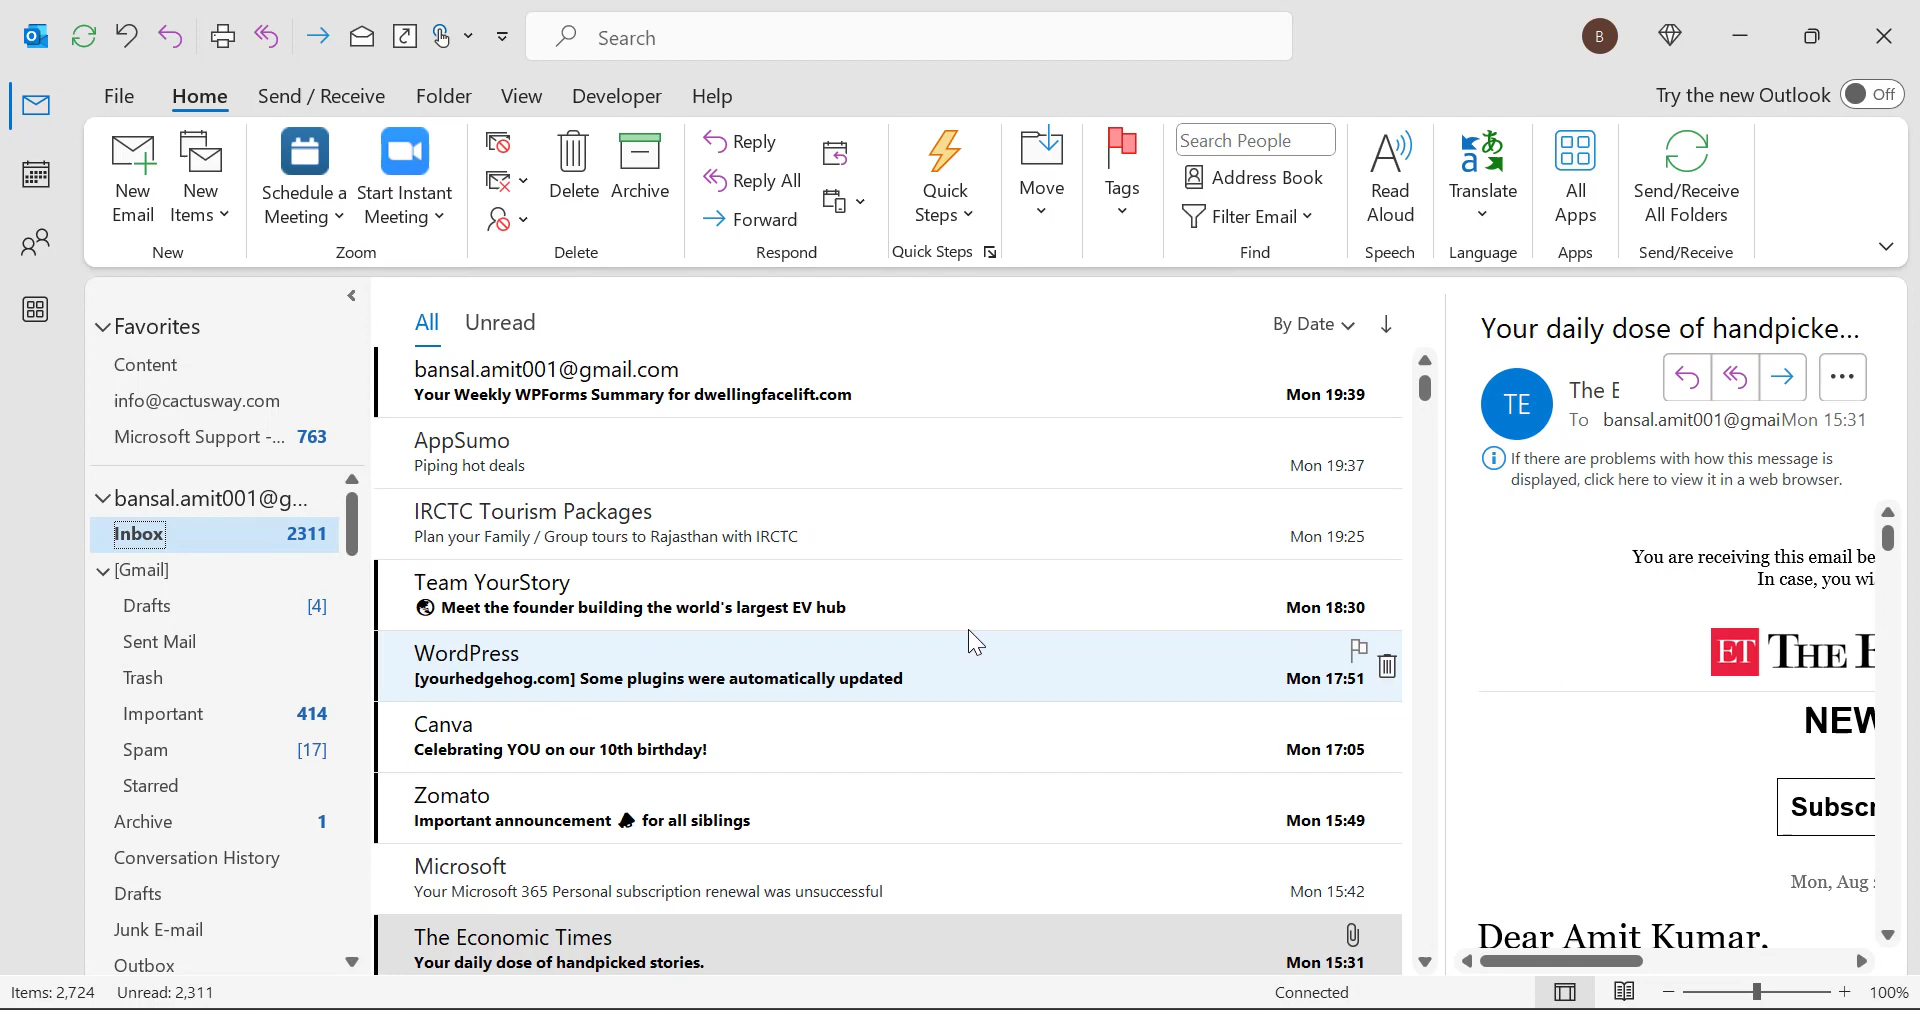 Search
B
File Home Send / Receive Folder View Developer Help
Try the new Outlook Off
New Email
New Items
New
Schedule a Meeting
Start Instant Meeting
Zoom
Delete
Archive
Delete
Reply
Reply All
Forward
Respond
Quick Steps
Quick Steps
Move
Tags
Search People
Address Book
Filter Email
Find
Read Aloud
Speech
Translate
Language
All Apps
Apps
Send/Receive All Folders
Send/Receive
Favorites
Content
info@cactusway.com
Microsoft Support -... 763
bansal.amit001@g...
Inbox 2311
[Gmail]
Drafts [4]
Sent Mail
Trash
Important 414
Spam [17]
Starred
Archive 1
Conversation History
Drafts
Junk E-mail
Outbox
All Unread By Date
bansal.amit001@gmail.com
Your Weekly WPForms Summary for dwellingfacelift.com Mon 19:39
AppSumo
Piping hot deals Mon 19:37
IRCTC Tourism Packages
Plan your Family / Group tours to Rajasthan with IRCTC Mon 19:25
Team YourStory
Meet the founder building the world's largest EV hub Mon 18:30
WordPress
[yourhedgehog.com] Some plugins were automatically updated Mon 17:51
Canva
Celebrating YOU on our 10th birthday! Mon 17:05
Zomato
Important announcement for all siblings Mon 15:49
Microsoft
Your Microsoft 365 Personal subscription renewal was unsuccessful Mon 15:42
The Economic Times
Your daily dose of handpicked stories. Mon 15:31
Your daily dose of handpicke...
TE
The E
To bansal.amit001@gmai Mon 15:31
If there are problems with how this message is
displayed, click here to view it in a web browser.
You are receiving this email be
In case, you wi
ET THE E
NEW
Subscr
Mon, Aug
Dear Amit Kumar,
Items: 2,724 Unread: 2,311 Connected 100%